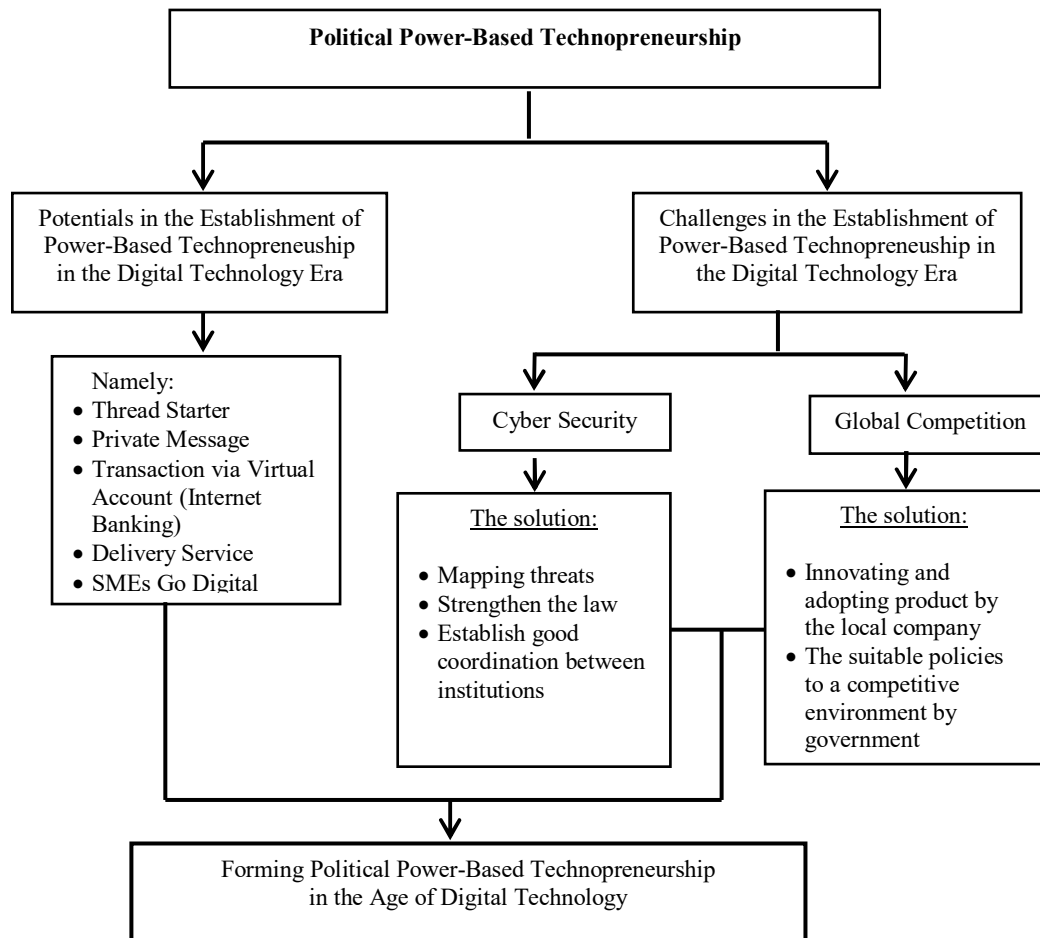 Political Power-Based Technopreneurship
Potentials in the Establishment of
Power-Based Technopreneuship
in the Digital Technology Era
Challenges in the Establishment of
Power-Based Technopreneuship in
the Digital Technology Era
Namely:
• Thread Starter
• Private Message
• Transaction via Virtual
Account (Internet
Banking)
• Delivery Service
• SMEs Go Digital
Cyber Security
Global Competition
The solution:
• Mapping threats
• Strengthen the law
• Establish good
coordination between
institutions
The solution:
• Innovating and
adopting product by
the local company
• The suitable policies
to a competitive
environment by
government
Forming Political Power-Based Technopreneurship
in the Age of Digital Technology